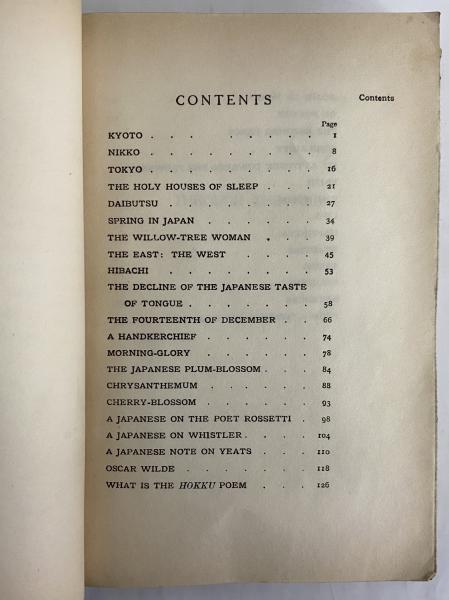 CONTENTS
Contents
Page
KYOTO . . . . . . . . 1
NIKKO . . . . . . . . 8
TOKYO . . . . . . . . 16
THE HOLY HOUSES OF SLEEP . . . 21
DAIBUTSU . . . . . . . 27
SPRING IN JAPAN . . . . . . 34
THE WILLOW-TREE WOMAN . . . 39
THE EAST: THE WEST . . . . 45
HIBACHI . . . . . . . 53
THE DECLINE OF THE JAPANESE TASTE
OF TONGUE . . . . . . . 58
THE FOURTEENTH OF DECEMBER . . 66
A HANDKERCHIEF . . . . . . 74
MORNING-GLORY . . . . . . 78
THE JAPANESE PLUM-BLOSSOM . . . 84
CHRYSANTHEMUM . . . . . 88
CHERRY-BLOSSOM . . . . . 93
A JAPANESE ON THE POET ROSSETTI . 98
A JAPANESE ON WHISTLER . . . . 104
A JAPANESE NOTE ON YEATS . . . 110
OSCAR WILDE . . . . . . 118
WHAT IS THE HOKKU POEM . . . 126